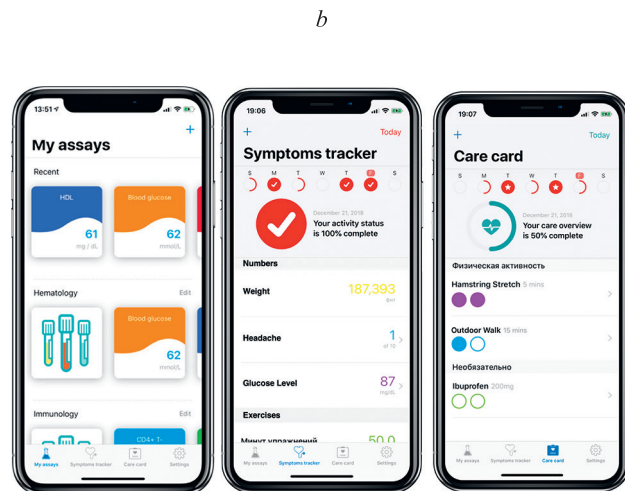 b
13:51
+
My assays
Recent
HDL
61
mg / dL
Blood glucose
62
mmol/L
Hematology
Edit
Blood glucose
62
mmol/L
Immunology
Edit
CD4+ T-
My assays
Symptoms tracker
Care card
Settings
19:06
+
Today
Symptoms tracker
S M T W T F S
December 21, 2018
Your activity status
is 100% complete
Numbers
Weight
187,393
фнт
Headache
1
of 10
Glucose Level
87
mg/dL
Exercises
Минут упражнений
50,0
My assays
Symptoms tracker
Care card
Settings
19:07
+
Today
Care card
S M T W T F S
December 21, 2018
Your care overview
is 50% complete
Физическая активность
Hamstring Stretch 5 mins
Outdoor Walk 15 mins
Необязательно
Ibuprofen 200mg
My assays
Symptoms tracker
Care card
Settings